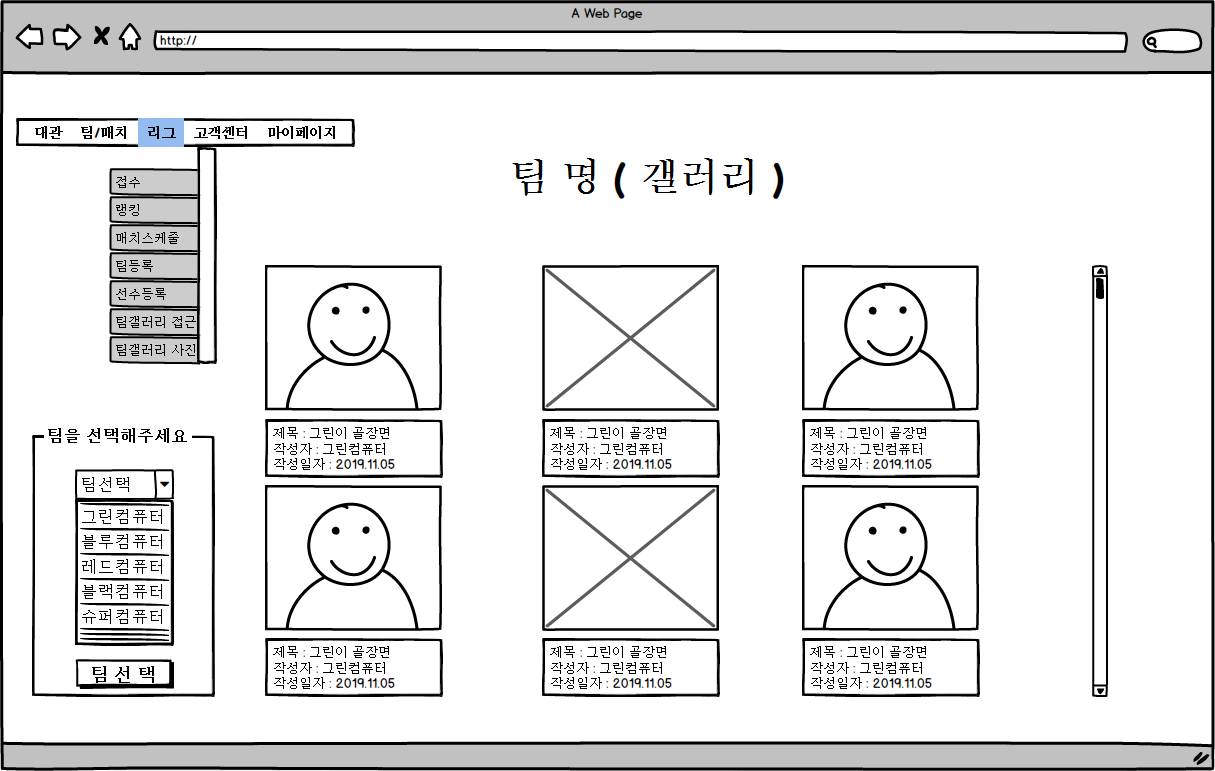 A Web Page
http://
대관 팀/매치 리그 고객센터 마이페이지
접수
랭킹
매치스케줄
팀등록
선수등록
팀갤러리 접근
팀갤러리 사진
팀 명 ( 갤러리 )
제목 : 그린이 골장면
작성자 : 그린컴퓨터
작성일자 : 2019.11.05
제목 : 그린이 골장면
작성자 : 그린컴퓨터
작성일자 : 2019.11.05
제목 : 그린이 골장면
작성자 : 그린컴퓨터
작성일자 : 2019.11.05
팀을 선택해주세요
팀선택
그린컴퓨터
블루컴퓨터
레드컴퓨터
블랙컴퓨터
슈퍼컴퓨터
팀 선 택
제목 : 그린이 골장면
작성자 : 그린컴퓨터
작성일자 : 2019.11.05
제목 : 그린이 골장면
작성자 : 그린컴퓨터
작성일자 : 2019.11.05
제목 : 그린이 골장면
작성자 : 그린컴퓨터
작성일자 : 2019.11.05